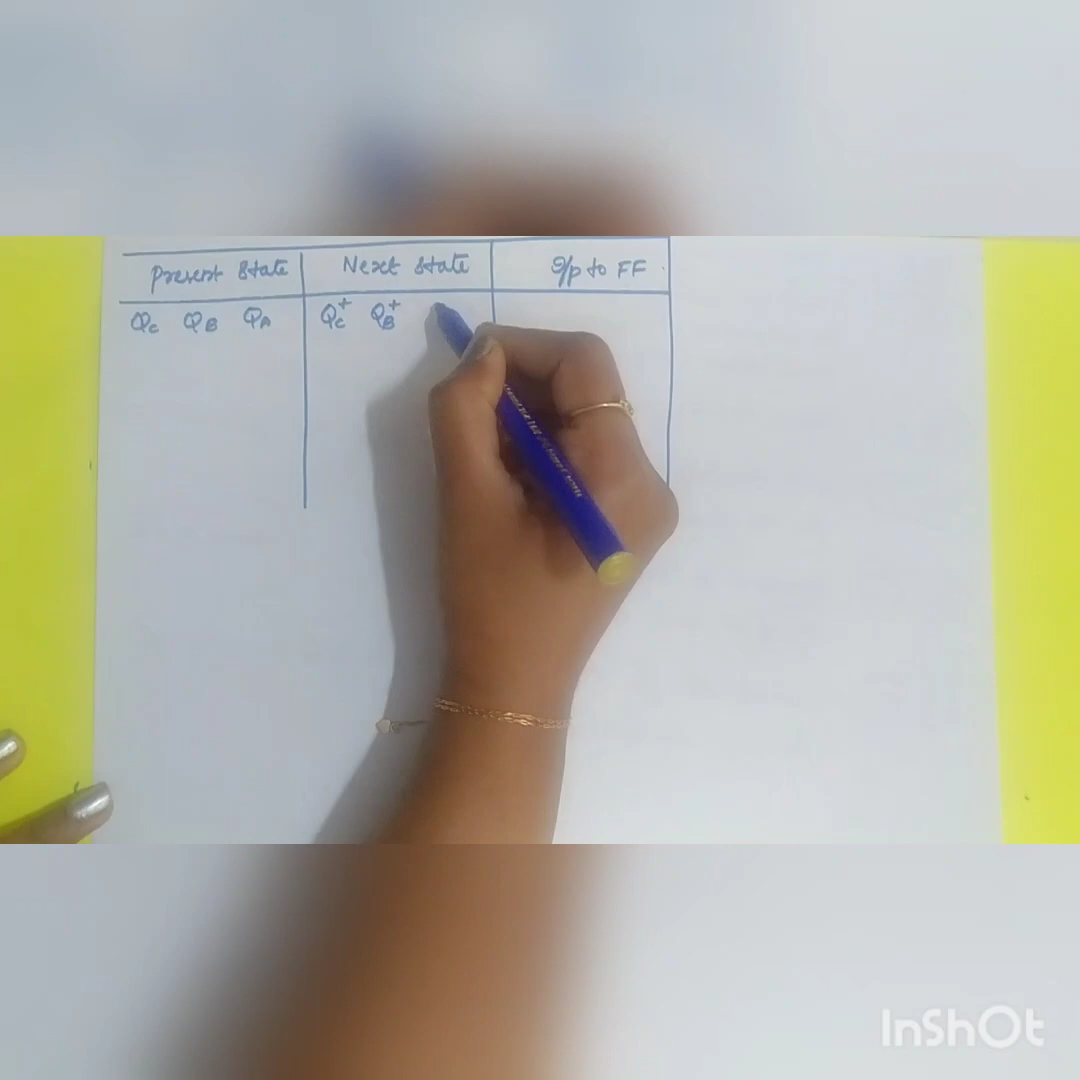 Present State Next State I/p to FF
Qc QB QA Qc+ QB+
InShOt